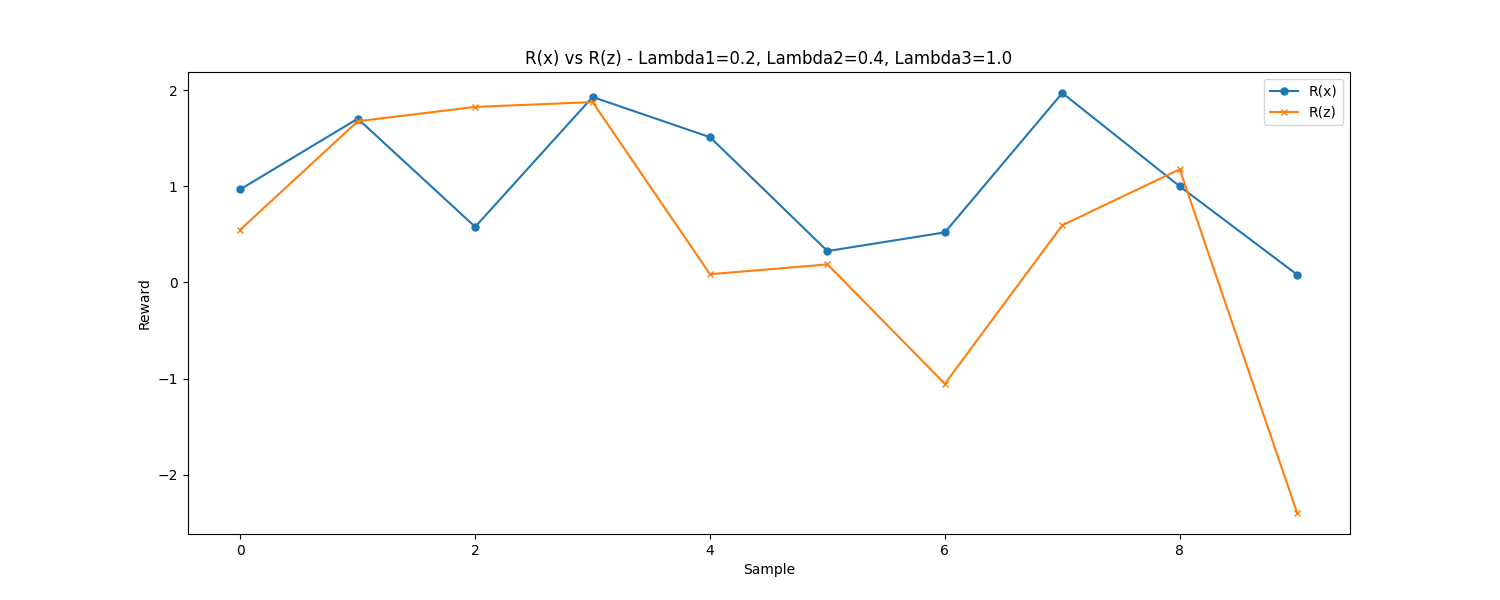 R(x) vs R(z) - Lambda1=0.2, Lambda2=0.4, Lambda3=1.0
R(x)
R(z)
2
1
0
−1
−2
Reward
0 2 4 6 8
Sample